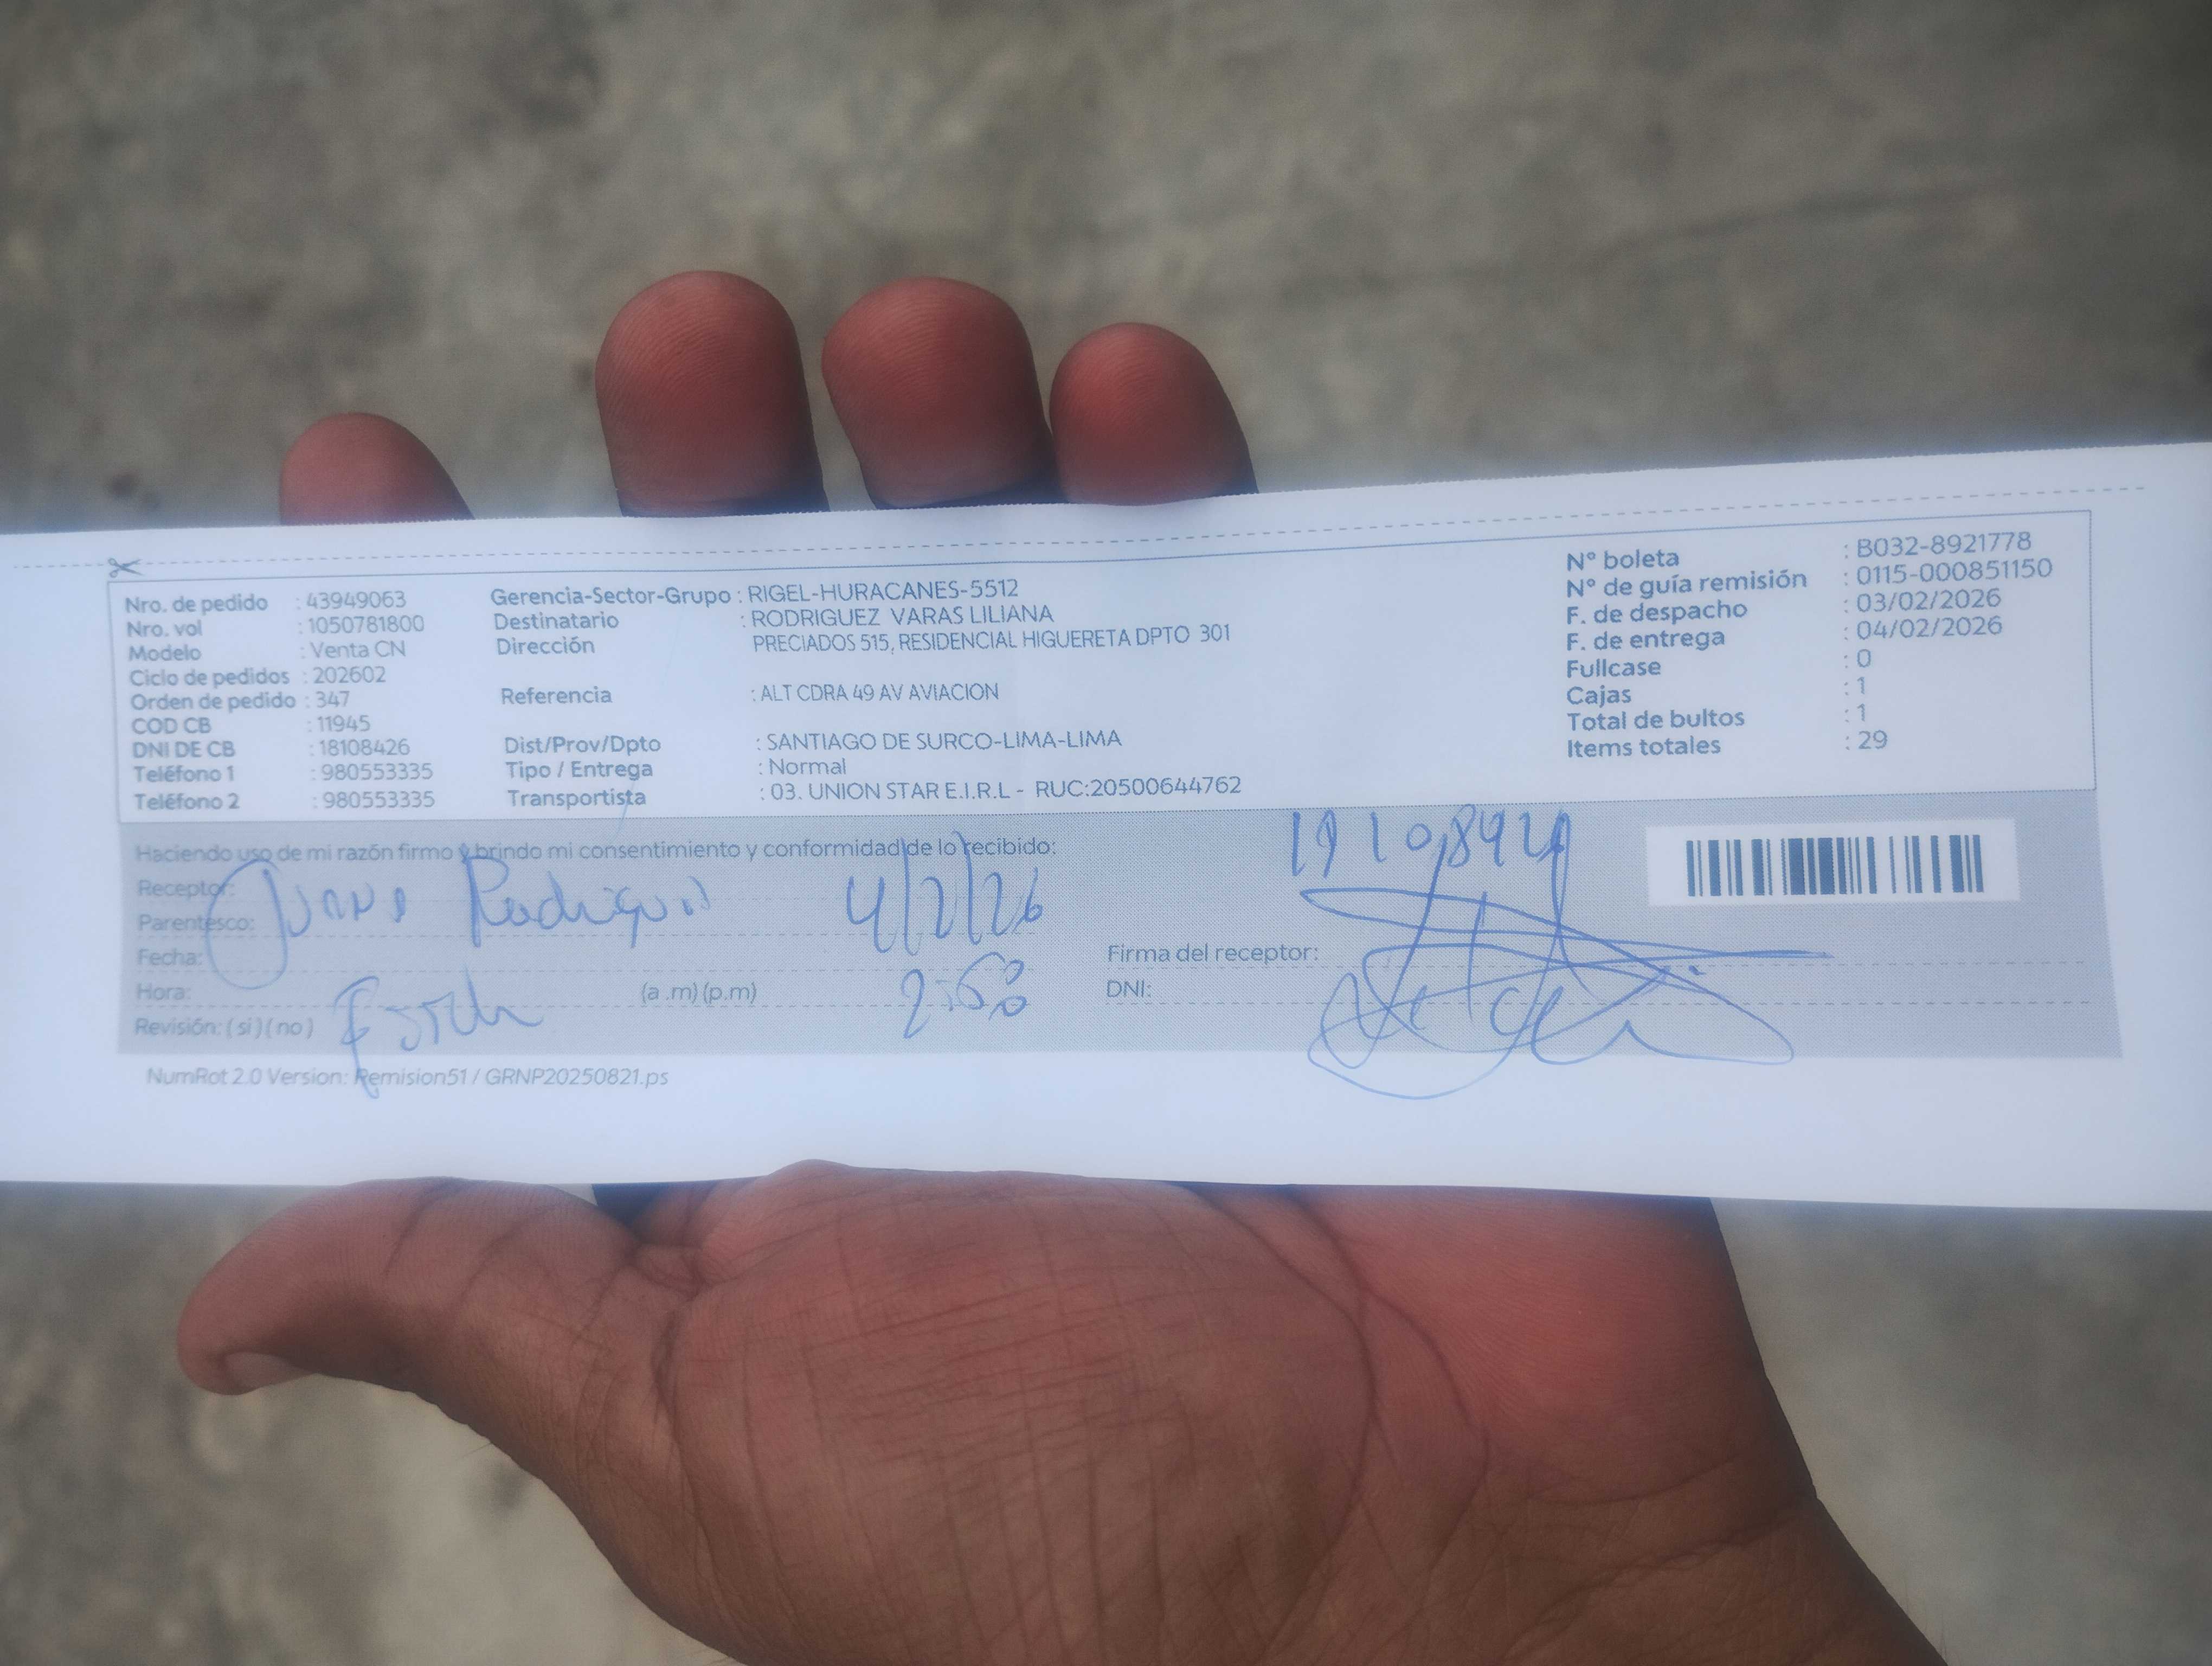 Nro. de pedido : 43949063
Nro. vol : 1050781800
Modelo : Venta CN
Ciclo de pedidos : 202602
Orden de pedido : 347
COD CB : 11945
DNI DE CB : 18108426
Teléfono 1 : 980553335
Teléfono 2 : 980553335
Gerencia-Sector-Grupo : RIGEL-HURACANES-5512
Destinatario : RODRIGUEZ VARAS LILIANA
Dirección PRECIADOS 515, RESIDENCIAL HIGUERETA DPTO 301
Referencia : ALT CDRA 49 AV AVIACION
Dist/Prov/Dpto : SANTIAGO DE SURCO-LIMA-LIMA
Tipo / Entrega : Normal
Transportista : 03. UNION STAR E.I.R.L - RUC:20500644762
N° boleta : B032-8921778
N° de guía remisión : 0115-000851150
F. de despacho : 03/02/2026
F. de entrega : 04/02/2026
Fullcase : 0
Cajas : 1
Total de bultos : 1
Items totales : 29
Haciendo uso de mi razón firmo y brindo mi consentimiento y conformidad de lo recibido:
Receptor:
Parentesco: Rodriguez 4/2/26
Fecha:
Hora: (a .m) (p.m)
Revisión: ( si ) ( no )
Firma del receptor:
DNI:
NumRot 2.0 Version: Remision51 / GRNP20250821.ps